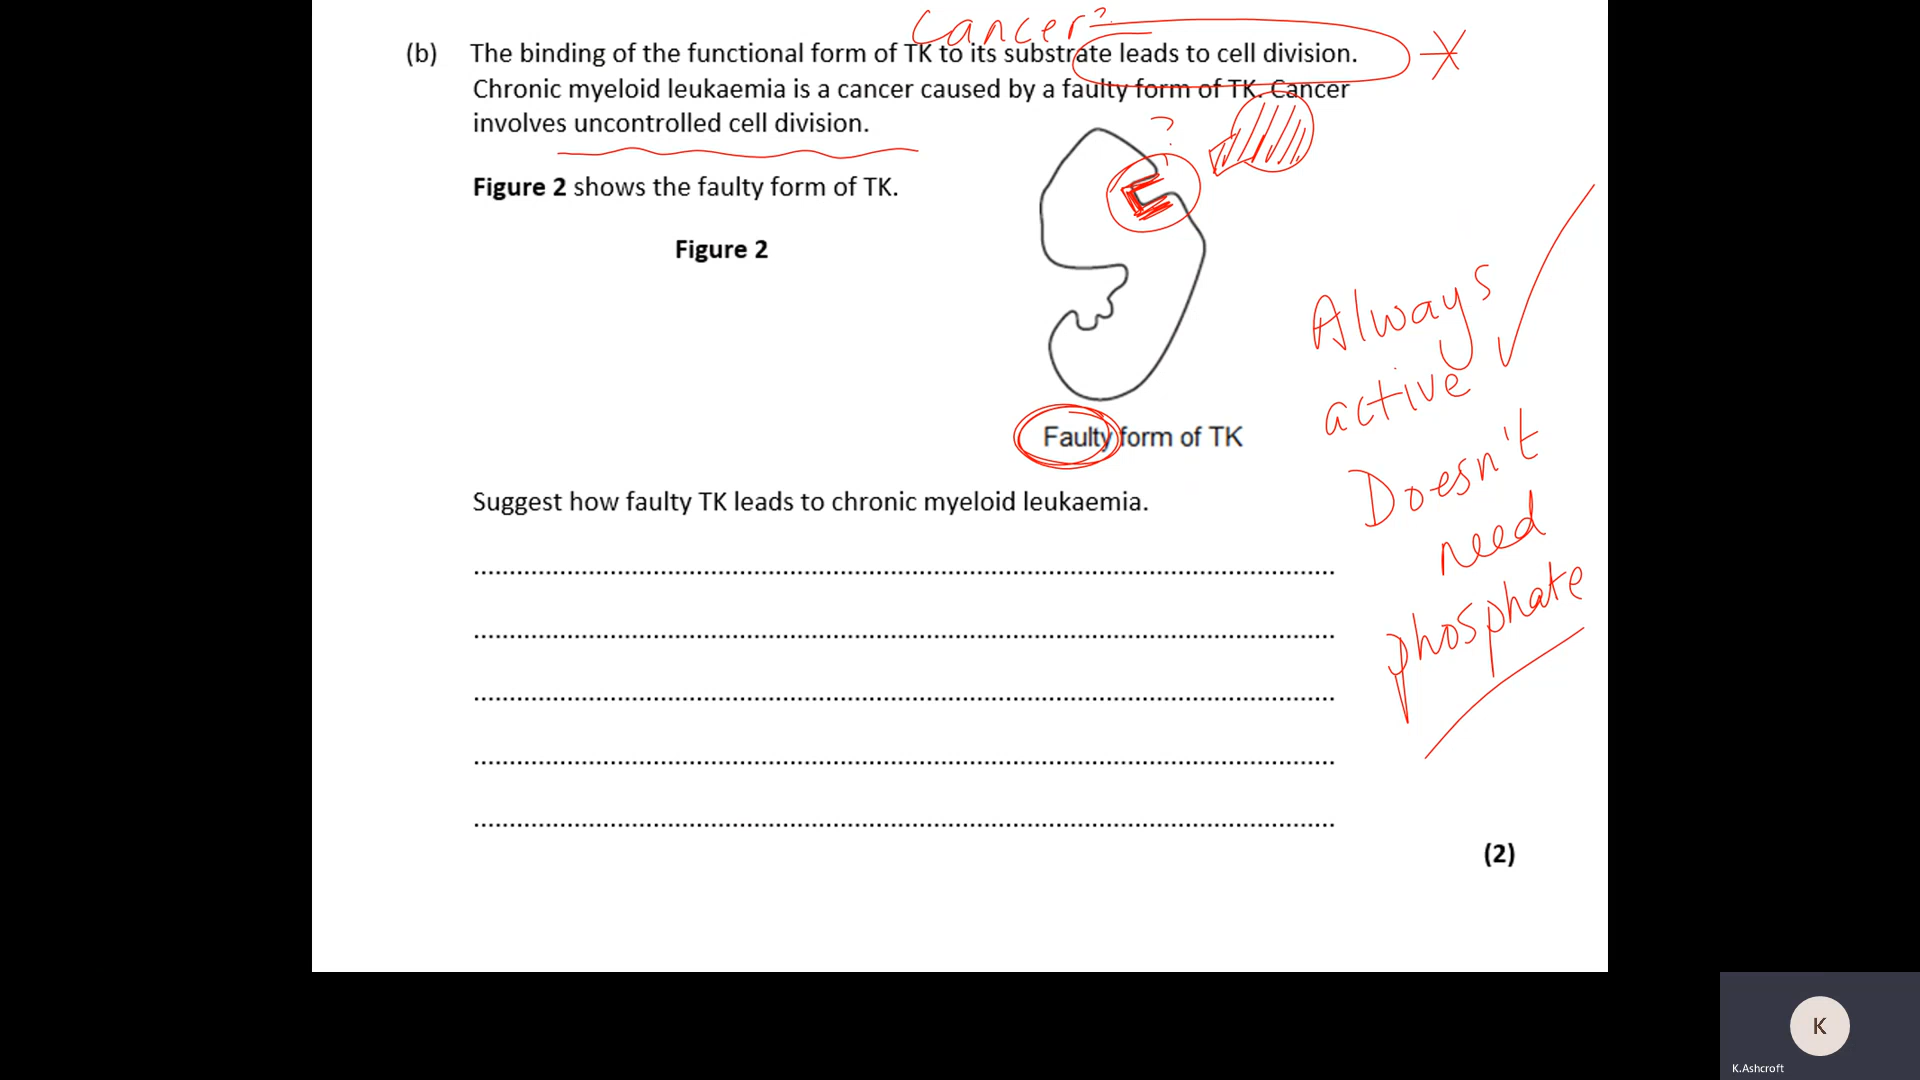 Cancer?
(b) The binding of the functional form of TK to its substrate leads to cell division.
Chronic myeloid leukaemia is a cancer caused by a faulty form of TK. Cancer
involves uncontrolled cell division.
?
Figure 2 shows the faulty form of TK.
Figure 2
Always
active
Faulty form of TK
Doesn't
need
phosphate
Suggest how faulty TK leads to chronic myeloid leukaemia.
(2)
K
K.Ashcroft